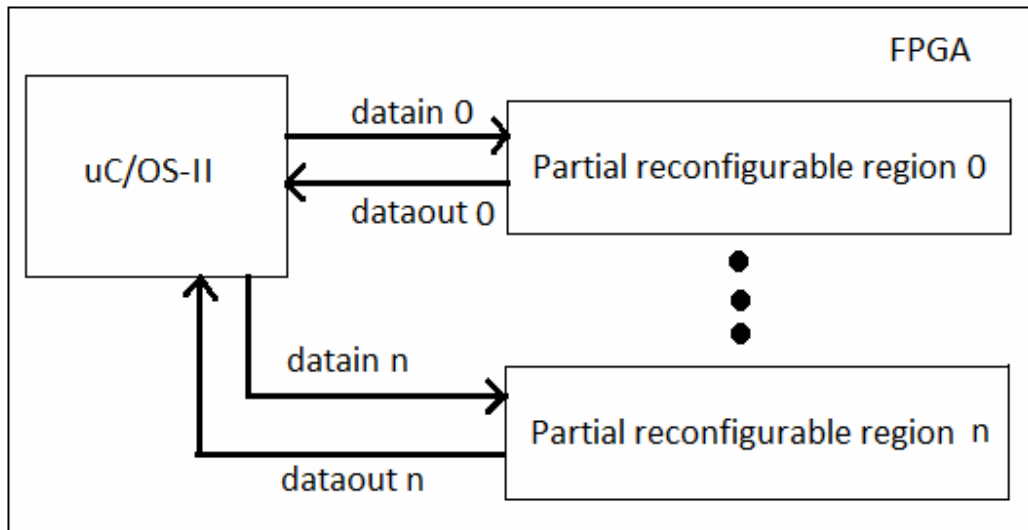 FPGA
uC/OS-II
datain 0
Partial reconfigurable region 0
dataout 0
datain n
Partial reconfigurable region n
dataout n